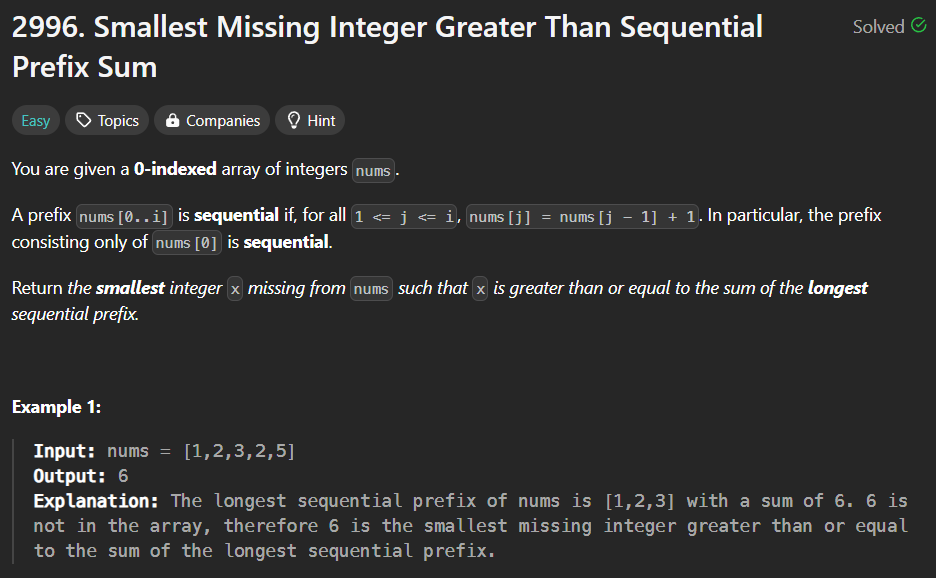 2996. Smallest Missing Integer Greater Than Sequential
Prefix Sum
Solved
Easy
Topics
Companies
Hint
You are given a 0-indexed array of integers nums.
A prefix nums[0..i] is sequential if, for all 1 <= j <= i, nums[j] = nums[j - 1] + 1. In particular, the prefix
consisting only of nums[0] is sequential.
Return the smallest integer x missing from nums such that x is greater than or equal to the sum of the longest
sequential prefix.
Example 1:
Input: nums = [1,2,3,2,5]
Output: 6
Explanation: The longest sequential prefix of nums is [1,2,3] with a sum of 6. 6 is
not in the array, therefore 6 is the smallest missing integer greater than or equal
to the sum of the longest sequential prefix.